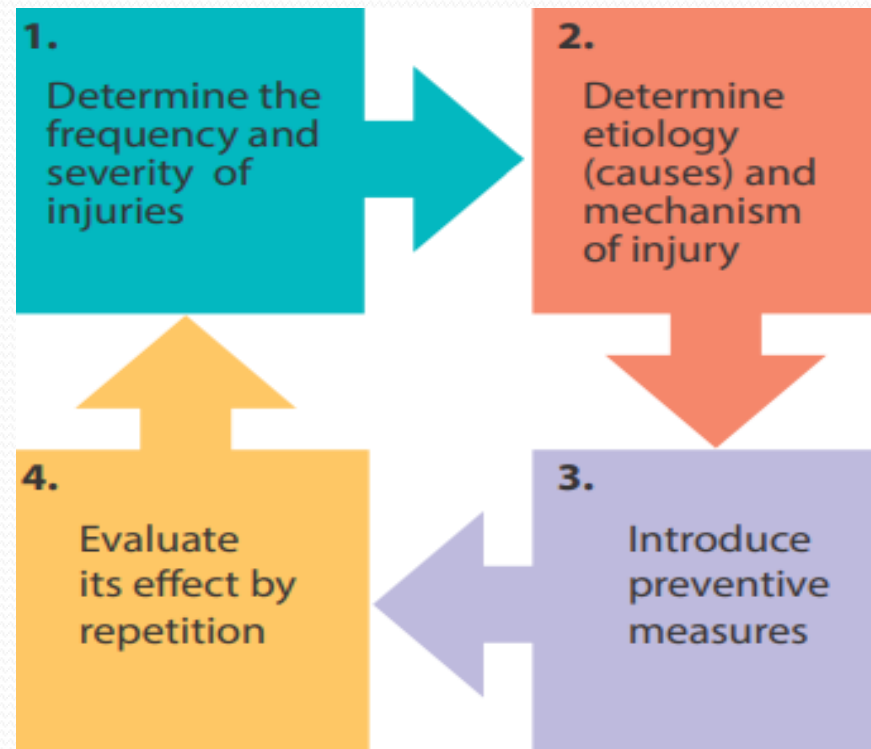 1.
Determine the
frequency and
severity of
injuries
2.
Determine
etiology
(causes) and
mechanism
of injury
3.
Introduce
preventive
measures
4.
Evaluate
its effect by
repetition